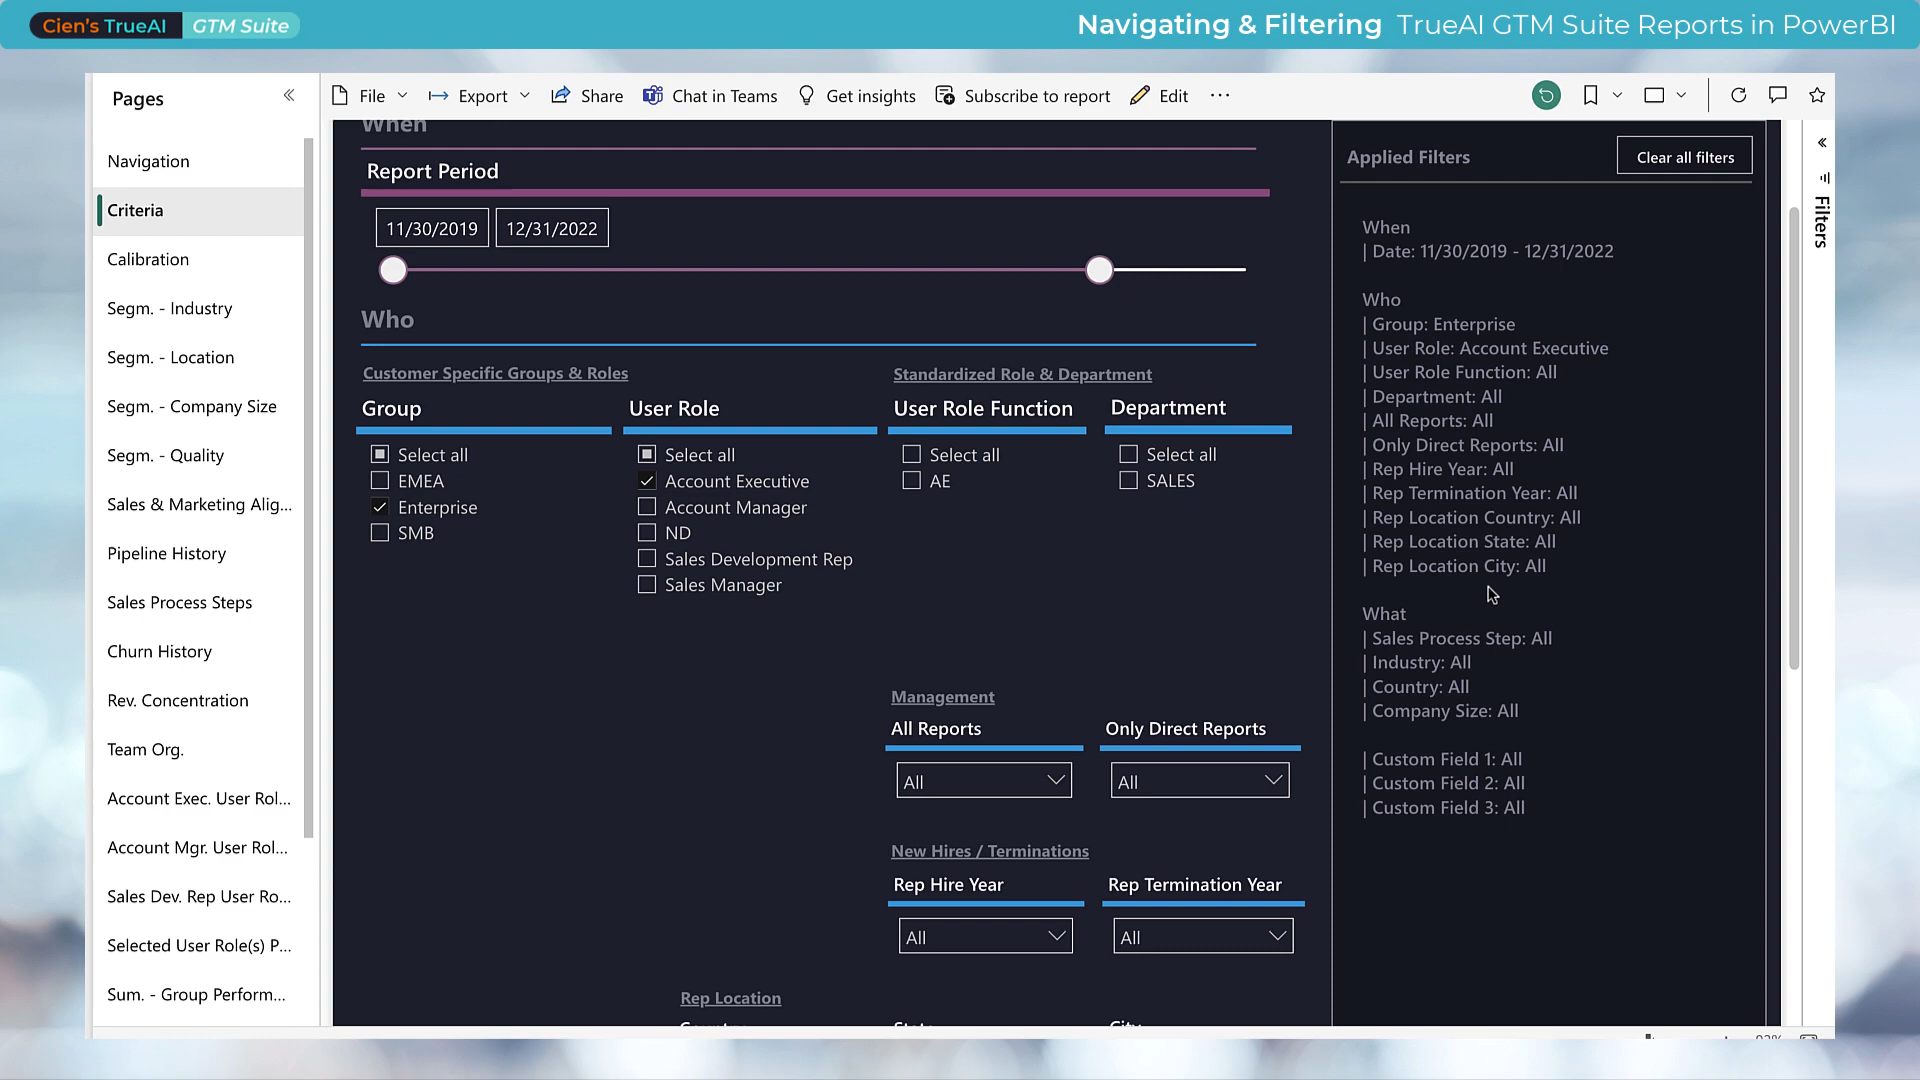 Cien's TrueAI GTM Suite
Navigating & Filtering TrueAI GTM Suite Reports in PowerBI
Pages
File
Export
Share
Chat in Teams
Get insights
Subscribe to report
Edit
Navigation
Criteria
Calibration
Segm. - Industry
Segm. - Location
Segm. - Company Size
Segm. - Quality
Sales & Marketing Alig...
Pipeline History
Sales Process Steps
Churn History
Rev. Concentration
Team Org.
Account Exec. User Rol...
Account Mgr. User Rol...
Sales Dev. Rep User Ro...
Selected User Role(s) P...
Sum. - Group Perform...
When
Report Period
11/30/2019 12/31/2022
Who
Customer Specific Groups & Roles
Group
Select all
EMEA
Enterprise
SMB
User Role
Select all
Account Executive
Account Manager
ND
Sales Development Rep
Sales Manager
Standardized Role & Department
User Role Function
Select all
AE
Department
Select all
SALES
Management
All Reports
All
Only Direct Reports
All
New Hires / Terminations
Rep Hire Year
All
Rep Termination Year
All
Rep Location
Country
State
City
Applied Filters
Clear all filters
When
| Date: 11/30/2019 - 12/31/2022
Who
| Group: Enterprise
| User Role: Account Executive
| User Role Function: All
| Department: All
| All Reports: All
| Only Direct Reports: All
| Rep Hire Year: All
| Rep Termination Year: All
| Rep Location Country: All
| Rep Location State: All
| Rep Location City: All
What
| Sales Process Step: All
| Industry: All
| Country: All
| Company Size: All
| Custom Field 1: All
| Custom Field 2: All
| Custom Field 3: All
Filters